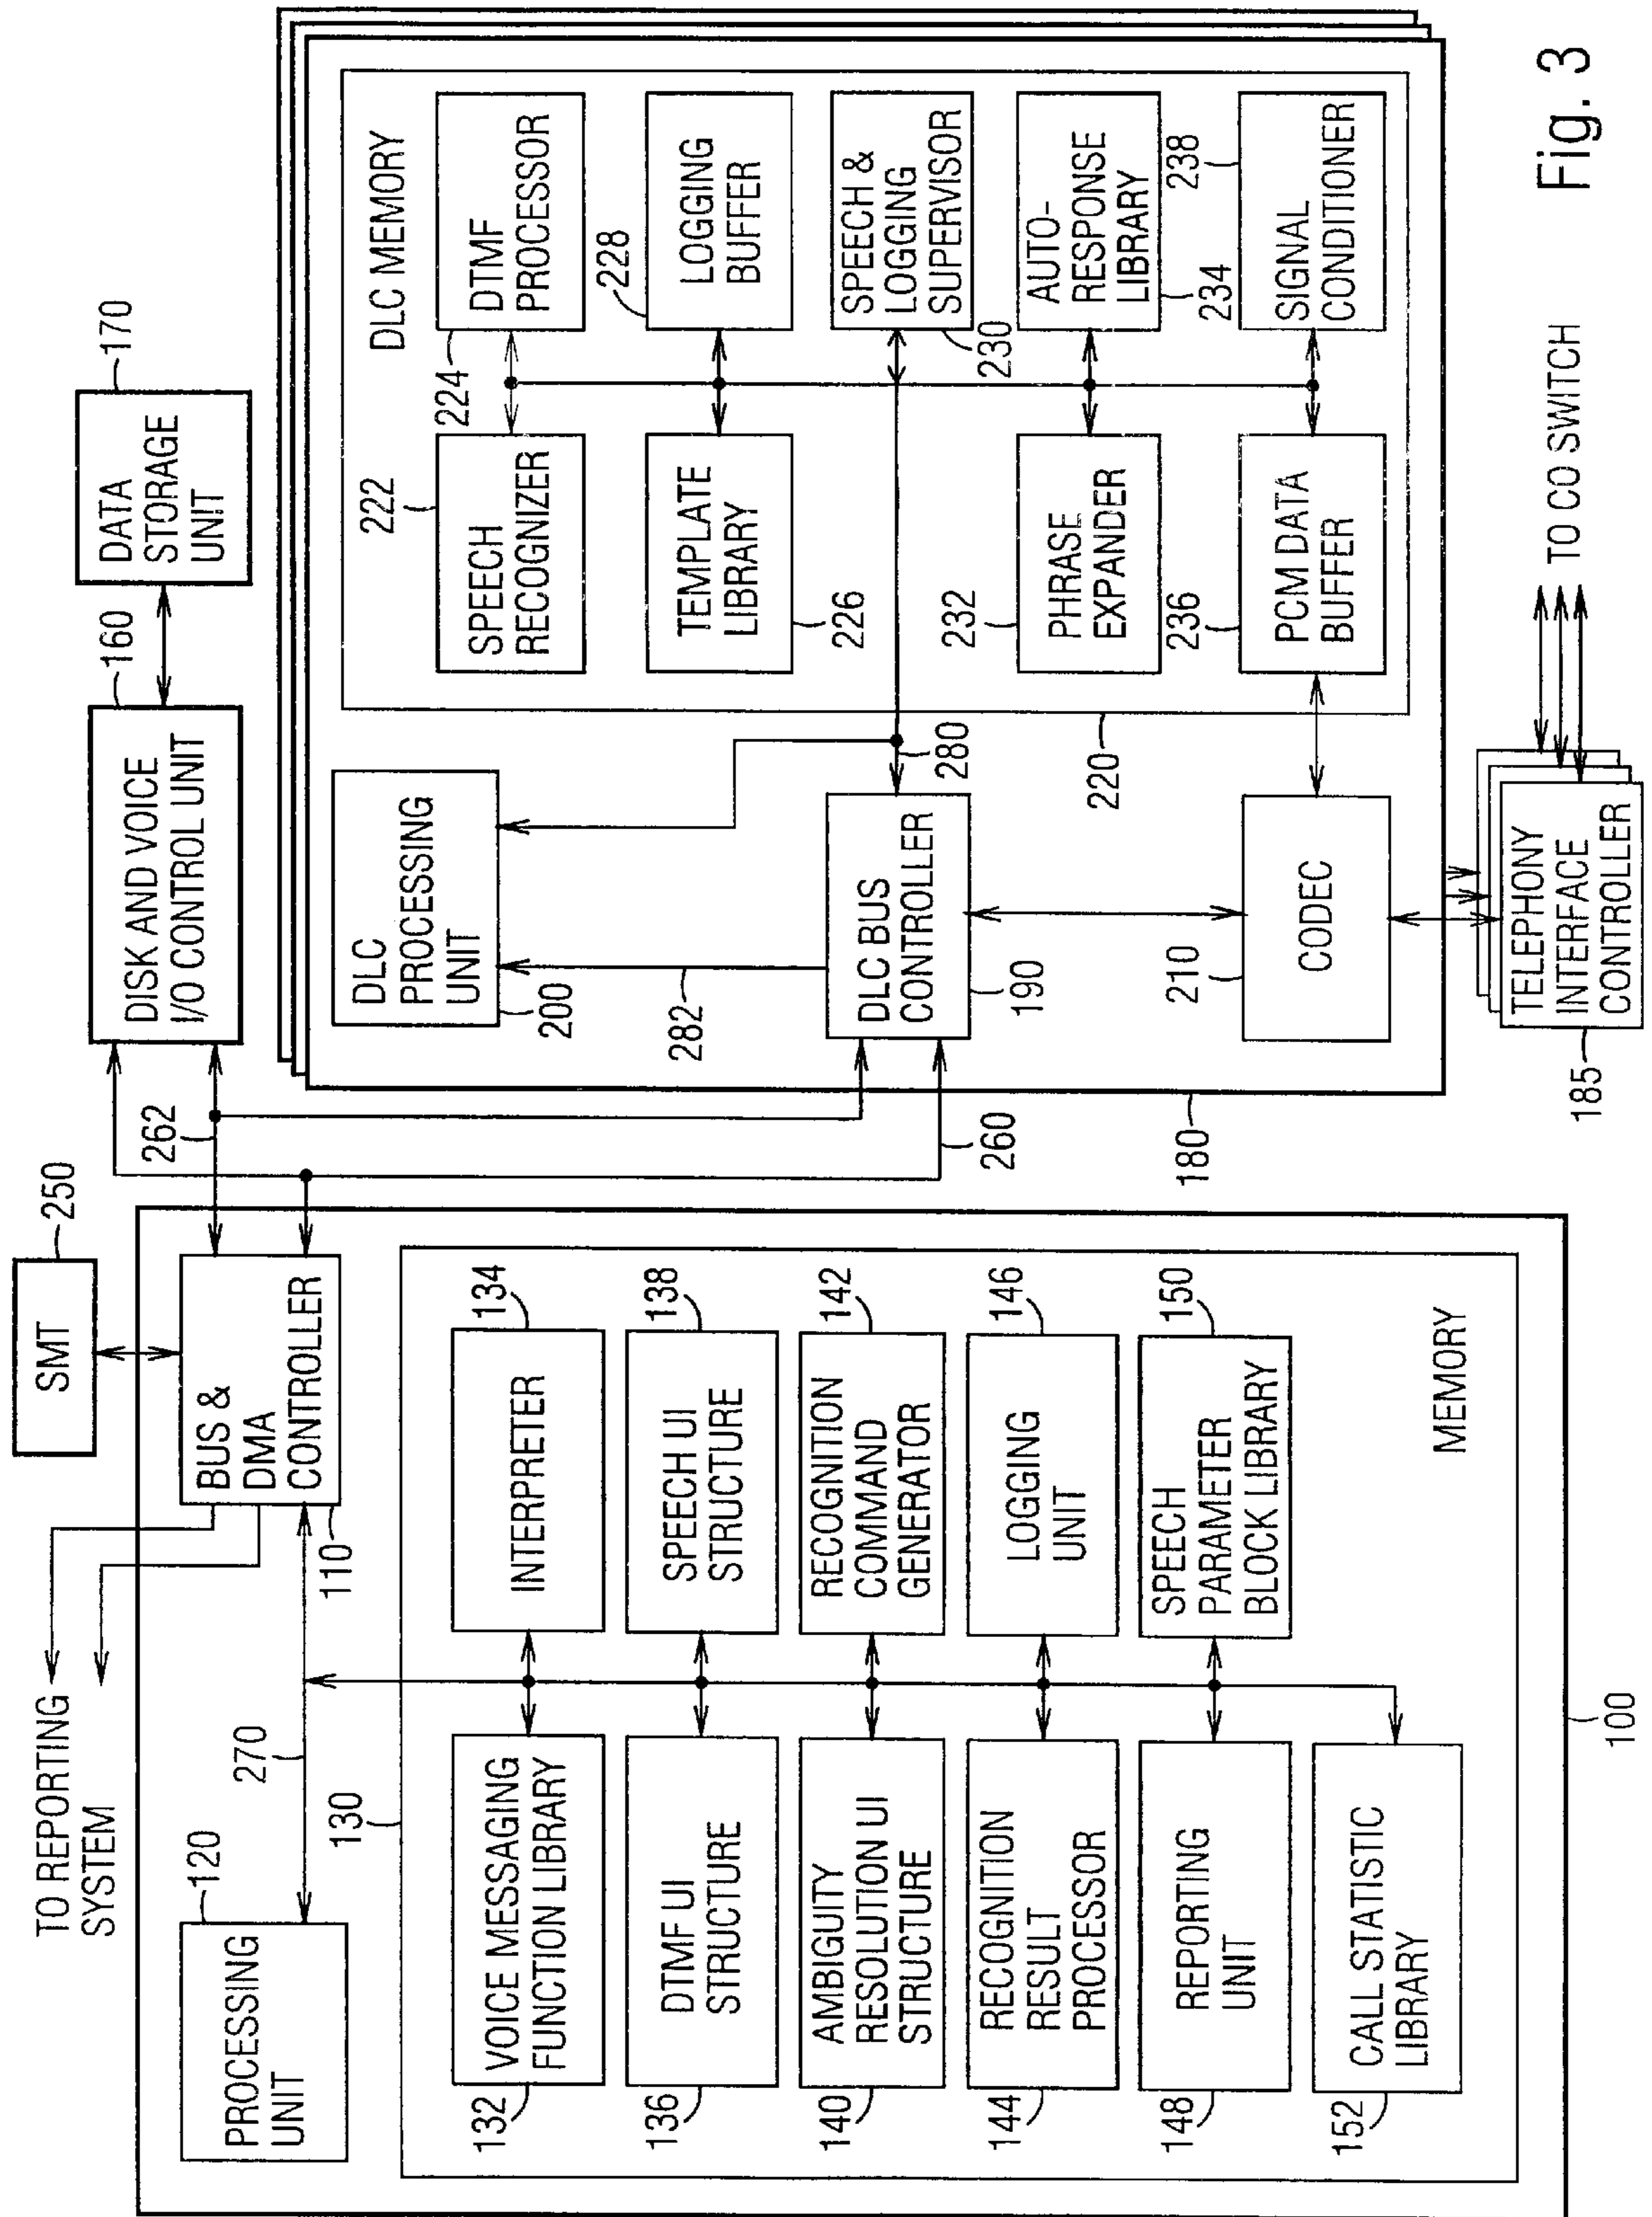 TO REPORTING
SYSTEM
SMT
250
120
PROCESSING
UNIT
270
110
BUS &
DMA
CONTROLLER
262
160
DISK AND VOICE
I/O CONTROL UNIT
170
DATA
STORAGE
UNIT
130
132
VOICE MESSAGING
FUNCTION LIBRARY
134
INTERPRETER
136
DTMF UI
STRUCTURE
138
SPEECH UI
STRUCTURE
140
AMBIGUITY
RESOLUTION UI
STRUCTURE
142
RECOGNITION
COMMAND
GENERATOR
144
RECOGNITION
RESULT
PROCESSOR
146
LOGGING
UNIT
148
REPORTING
UNIT
150
SPEECH
PARAMETER
BLOCK LIBRARY
152
CALL STATISTIC
LIBRARY
MEMORY
100
DLC
PROCESSING
UNIT
200
282
280
260
DLC BUS
CONTROLLER
190
210
CODEC
180
220
DLC MEMORY
222
SPEECH
RECOGNIZER
224
DTMF
PROCESSOR
TEMPLATE
LIBRARY
226
228
LOGGING
BUFFER
SPEECH &
LOGGING
SUPERVISOR
230
232
PHRASE
EXPANDER
AUTO-
RESPONSE
LIBRARY
234
236
PCM DATA
BUFFER
238
SIGNAL
CONDITIONER
185
TELEPHONY
INTERFACE
CONTROLLER
TO CO SWITCH
Fig. 3